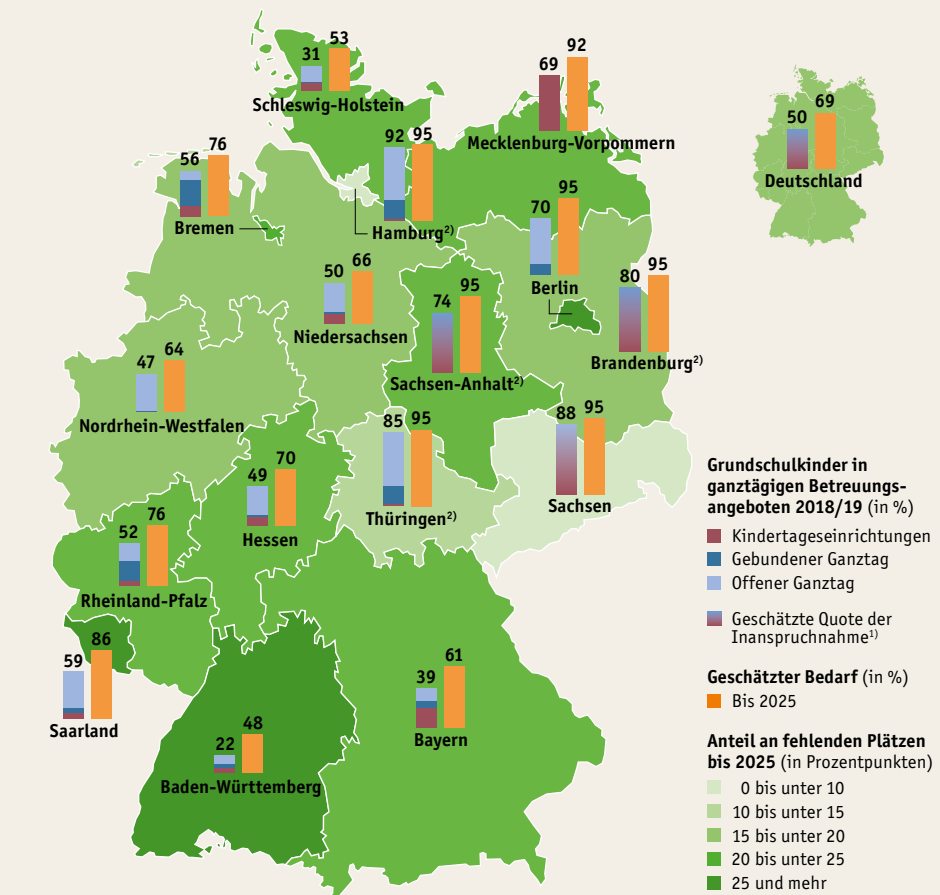 31
53
Schleswig-Holstein
69
92
Mecklenburg-Vorpommern
50
69
Deutschland
56
76
Bremen
92
95
Hamburg²⁾
70
95
Berlin
50
66
Niedersachsen
74
95
Sachsen-Anhalt²⁾
80
95
Brandenburg²⁾
47
64
Nordrhein-Westfalen
85
95
Thüringen²⁾
88
95
Sachsen
49
70
Hessen
52
76
Rheinland-Pfalz
59
86
Saarland
39
61
Bayern
22
48
Baden-Württemberg
Grundschulkinder in
ganztägigen Betreuungs-
angeboten 2018/19 (in %)
Kindertageseinrichtungen
Gebundener Ganztag
Offener Ganztag
Geschätzte Quote der
Inanspruchnahme¹⁾
Geschätzter Bedarf (in %)
Bis 2025
Anteil an fehlenden Plätzen
bis 2025 (in Prozentpunkten)
0 bis unter 10
10 bis unter 15
15 bis unter 20
20 bis unter 25
25 und mehr